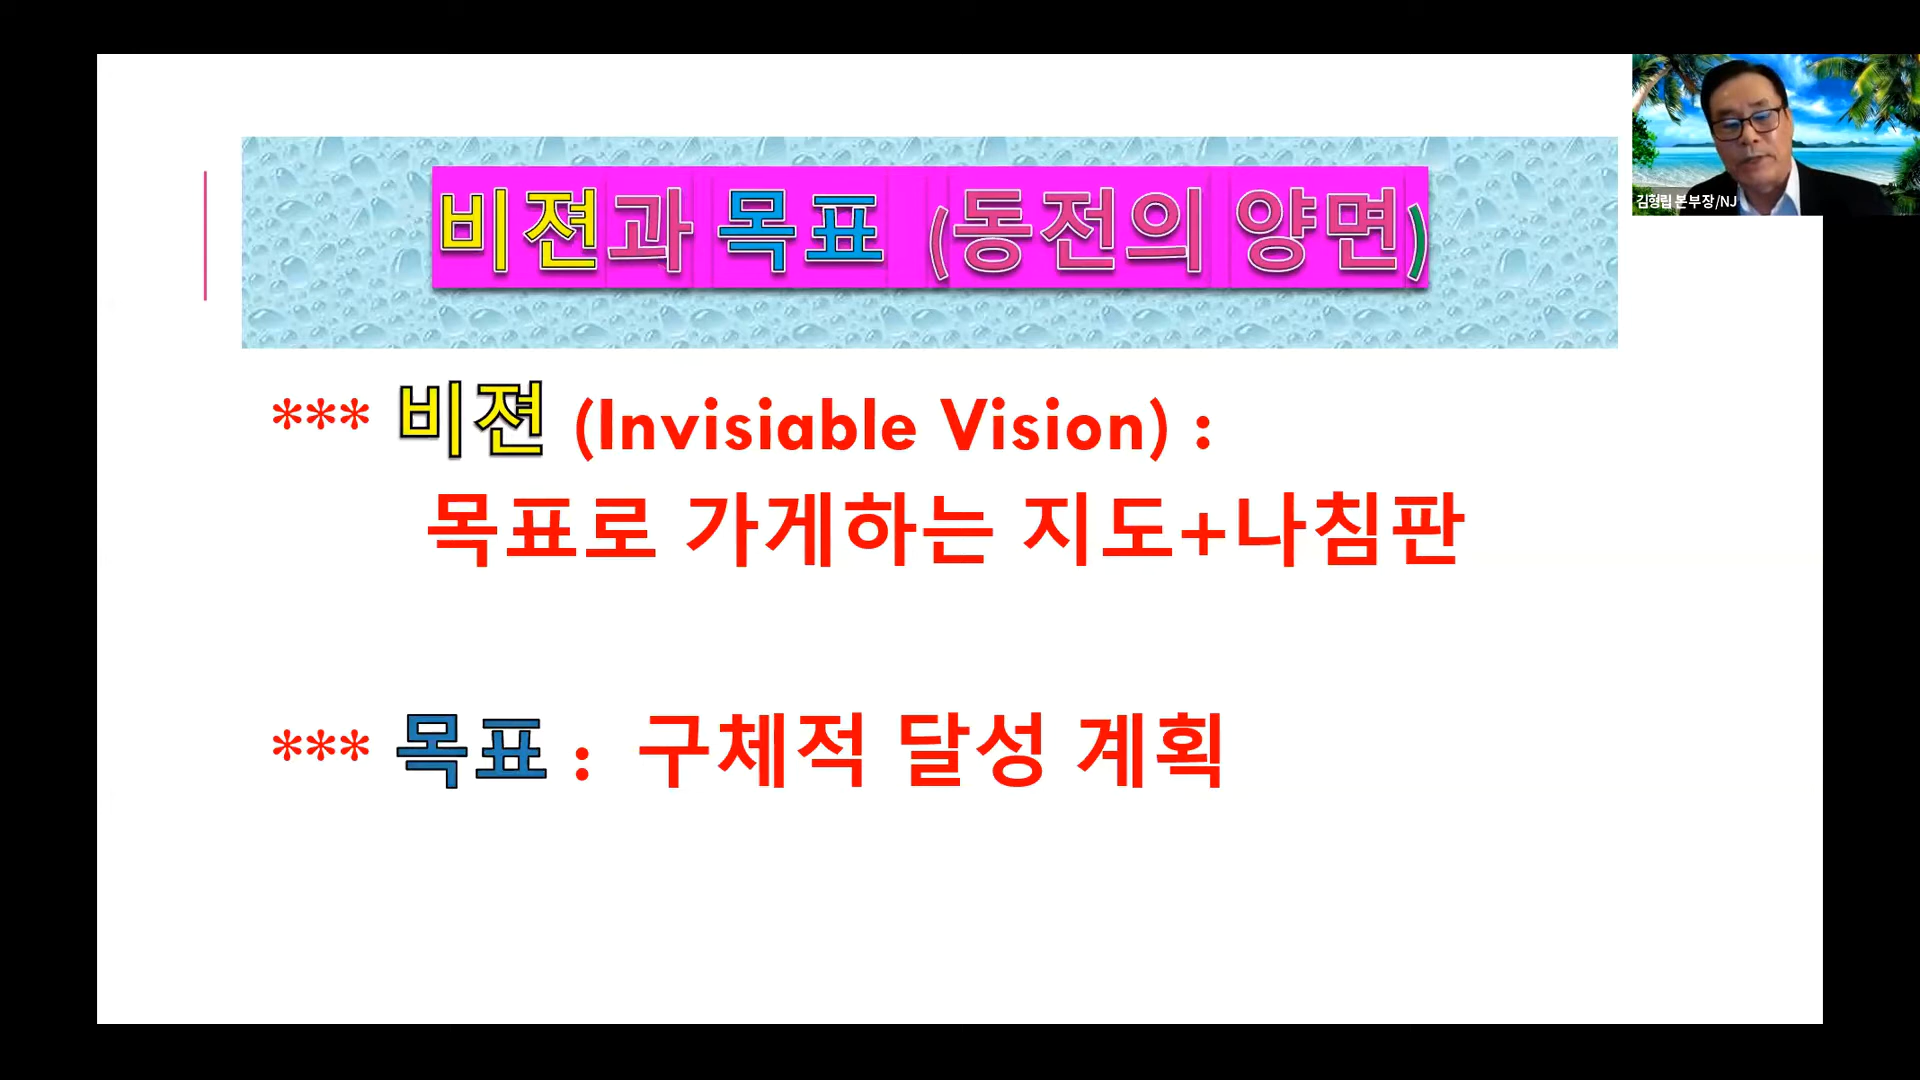 비젼과 목표 (동전의 양면)
*** 비젼 (Invisiable Vision) :
목표로 가게하는 지도+나침판
*** 목표 : 구체적 달성 계획
김형립 본부장/NJ